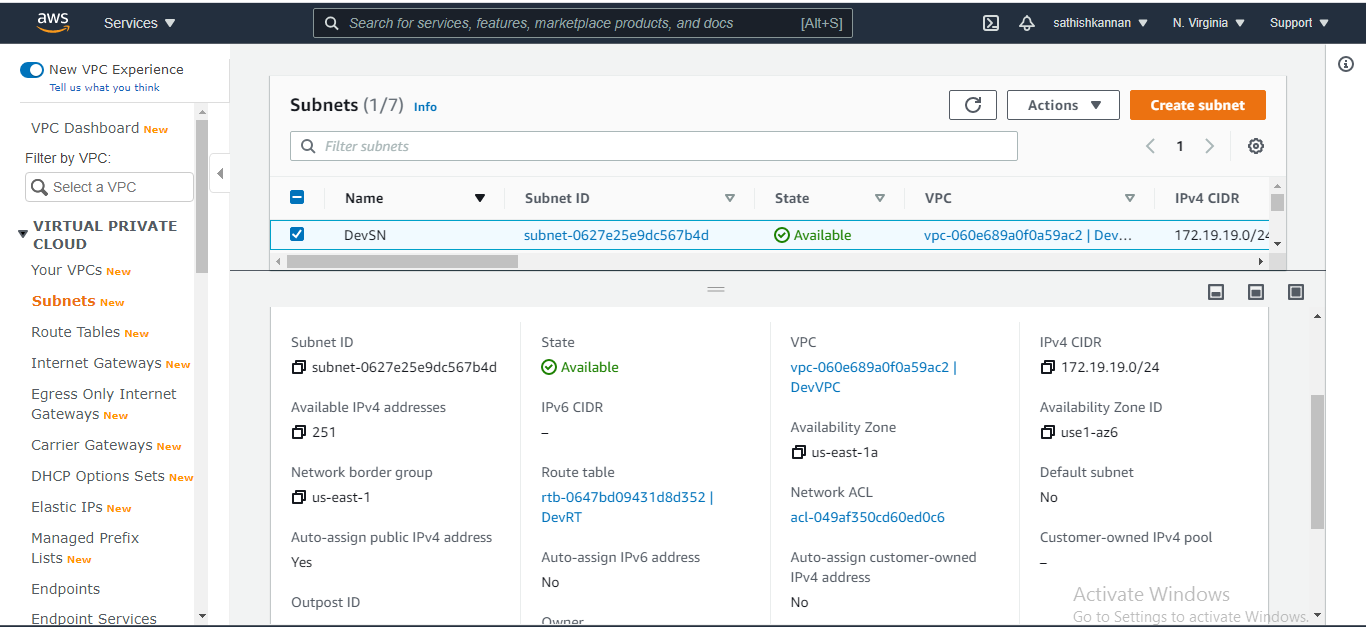 aws
Services
Search for services, features, marketplace products, and docs
[Alt+S]
sathishkannan
N. Virginia
Support
New VPC Experience
Tell us what you think
VPC Dashboard New
Filter by VPC:
Select a VPC
VIRTUAL PRIVATE
CLOUD
Your VPCs New
Subnets New
Route Tables New
Internet Gateways New
Egress Only Internet
Gateways New
Carrier Gateways New
DHCP Options Sets New
Elastic IPs New
Managed Prefix
Lists New
Endpoints
Endpoint Services
Subnets (1/7) Info
Actions
Create subnet
Filter subnets
1
Name
Subnet ID
State
VPC
IPv4 CIDR
DevSN
subnet-0627e25e9dc567b4d
Available
vpc-060e689a0f0a59ac2 | Dev...
172.19.19.0/24
Subnet ID
subnet-0627e25e9dc567b4d
Available IPv4 addresses
251
Network border group
us-east-1
Auto-assign public IPv4 address
Yes
Outpost ID
State
Available
IPv6 CIDR
–
Route table
rtb-0647bd09431d8d352 |
DevRT
Auto-assign IPv6 address
No
Owner
VPC
vpc-060e689a0f0a59ac2 |
DevVPC
Availability Zone
us-east-1a
Network ACL
acl-049af350cd60ed0c6
Auto-assign customer-owned
IPv4 address
No
IPv4 CIDR
172.19.19.0/24
Availability Zone ID
use1-az6
Default subnet
No
Customer-owned IPv4 pool
–
Activate Windows
Go to Settings to activate Windows.